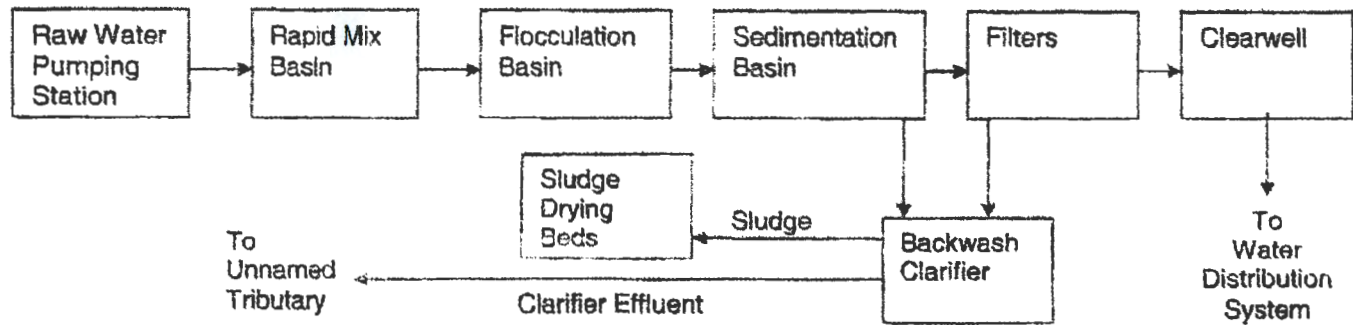 Raw Water
Pumping
Station
Rapid Mix
Basin
Flocculation
Basin
Sedimentation
Basin
Filters
Clearwell
Sludge
Drying
Beds
Sludge
Backwash
Clarifier
To
Unnamed
Tributary
Clarifier Effluent
To
Water
Distribution
System